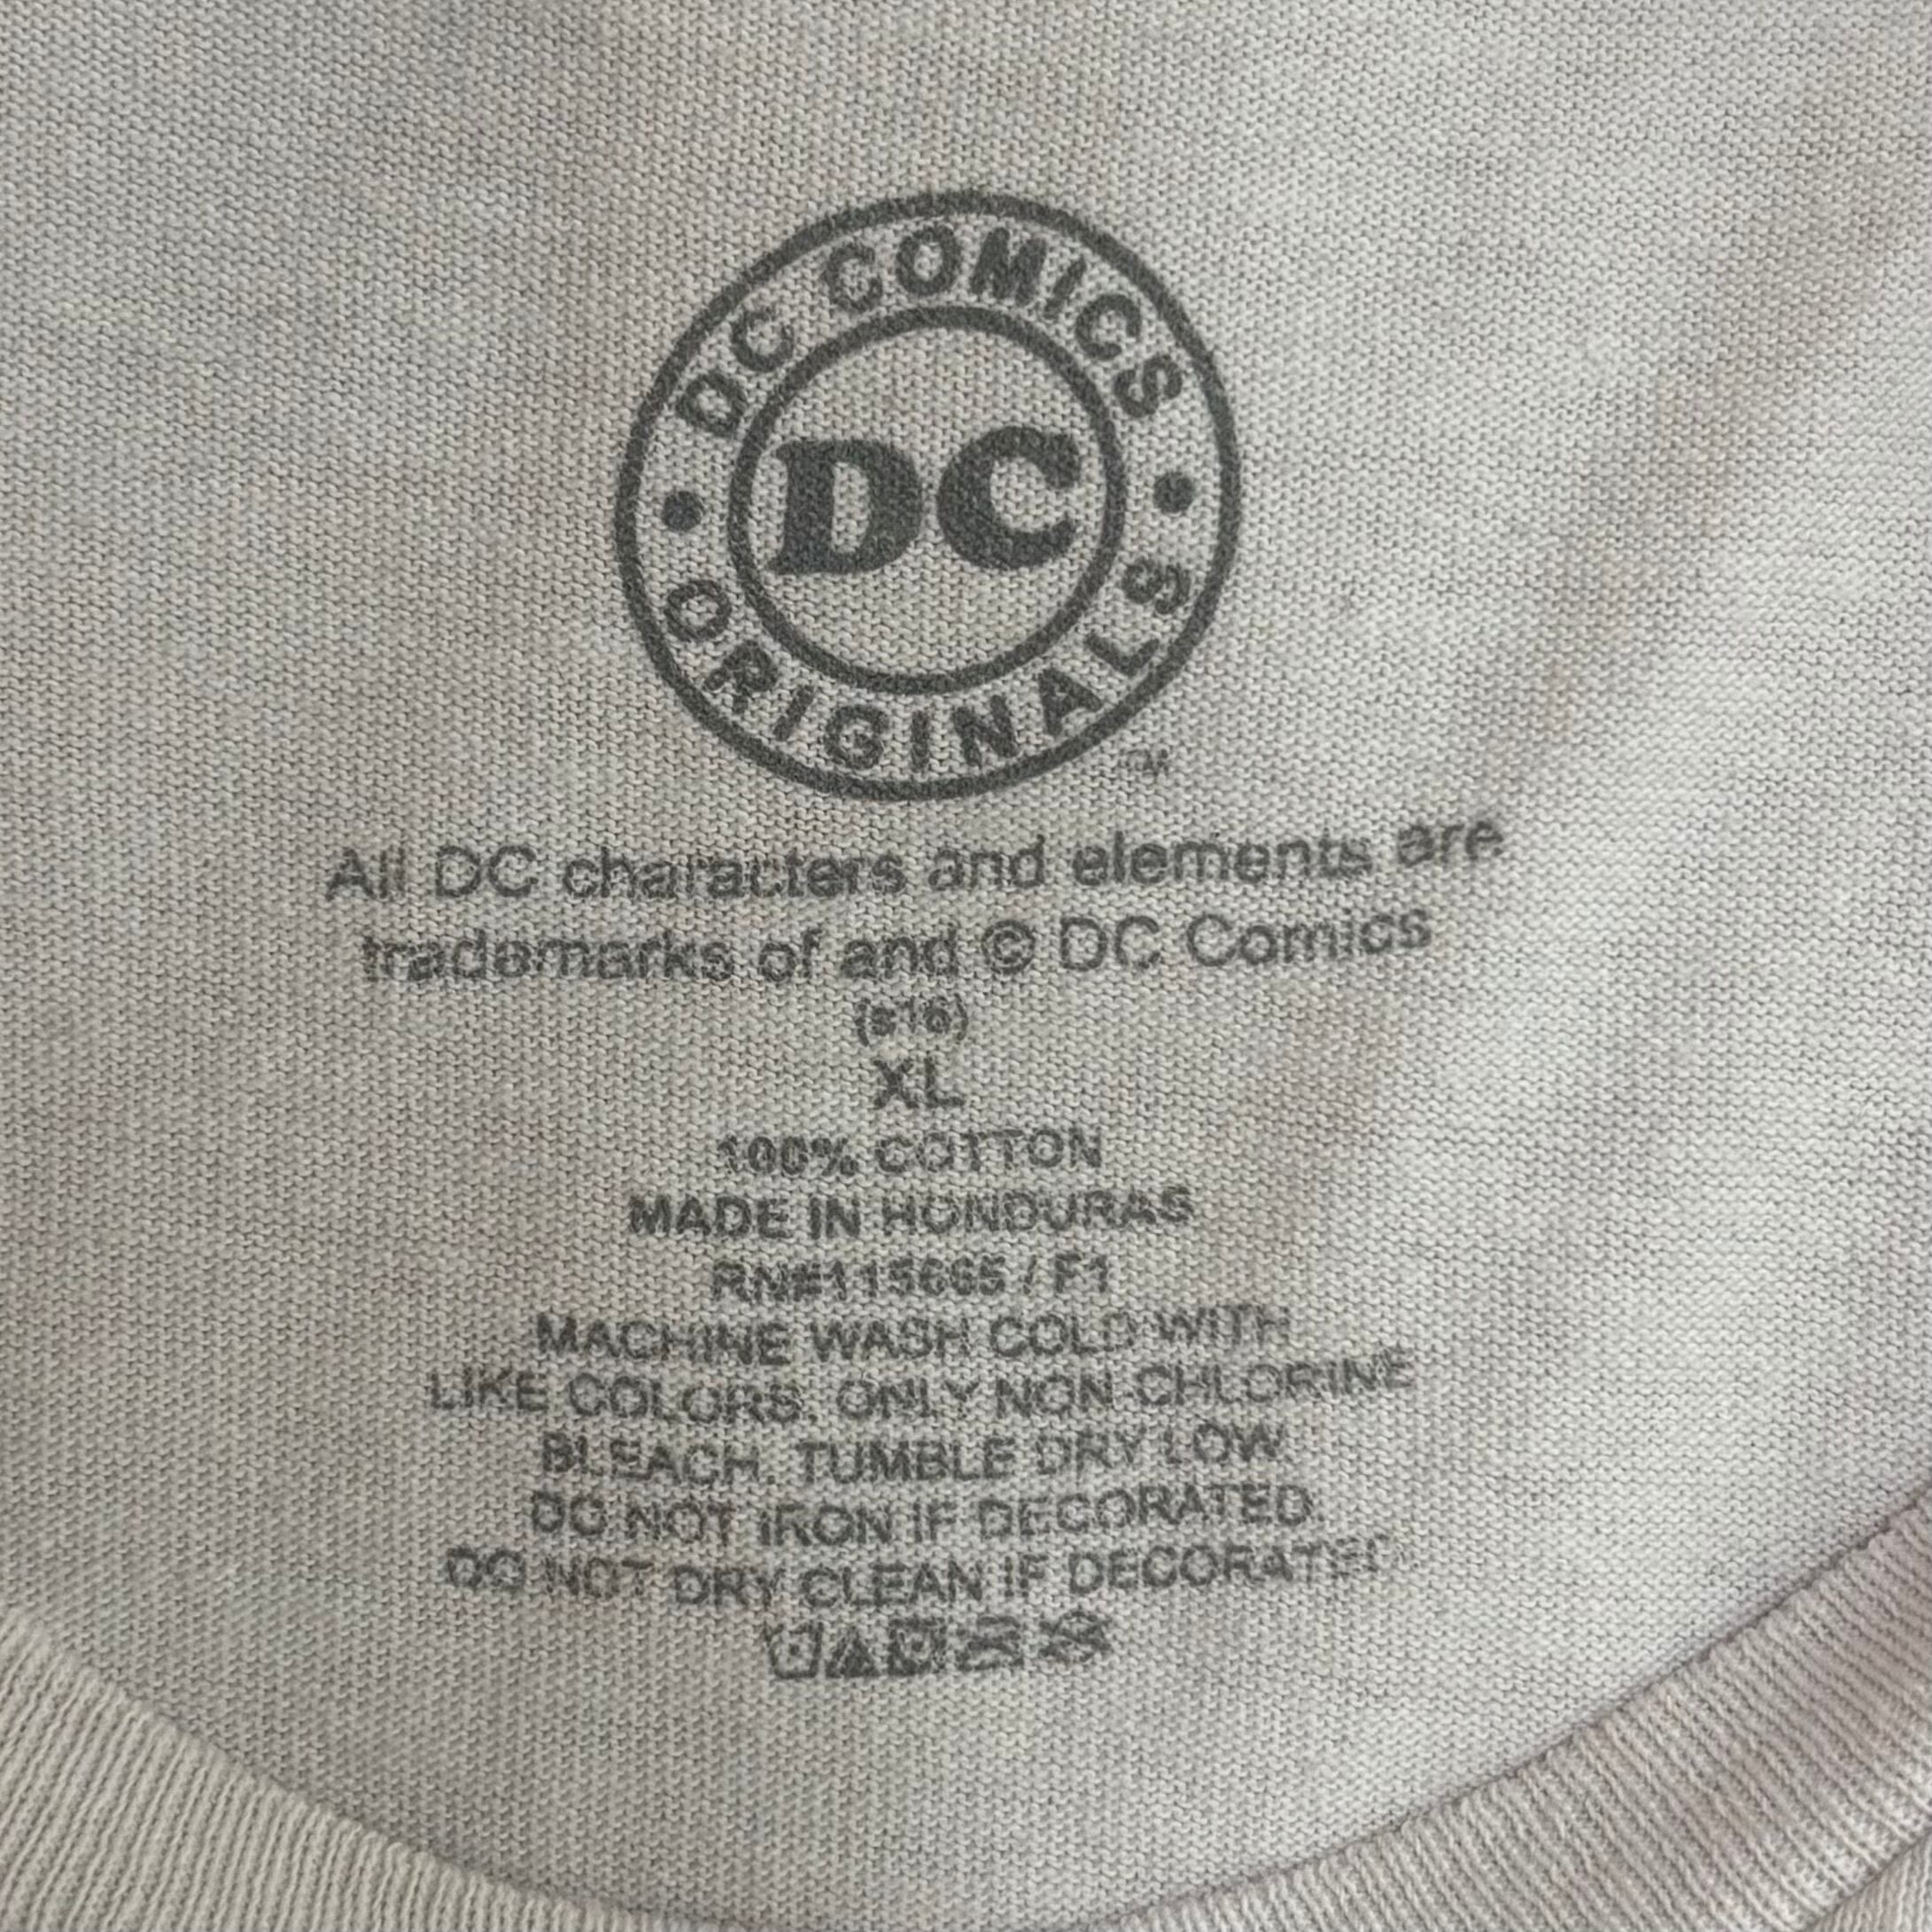 DC COMICS
DC
ORIGINALS
TM
All DC characters and elements are
trademarks of and © DC Comics
(s16)
XL
100% COTTON
MADE IN HONDURAS
RN#115665 / F1
MACHINE WASH COLD WITH
LIKE COLORS. ONLY NON-CHLORINE
BLEACH. TUMBLE DRY LOW.
DO NOT IRON IF DECORATED.
DO NOT DRY CLEAN IF DECORATED.